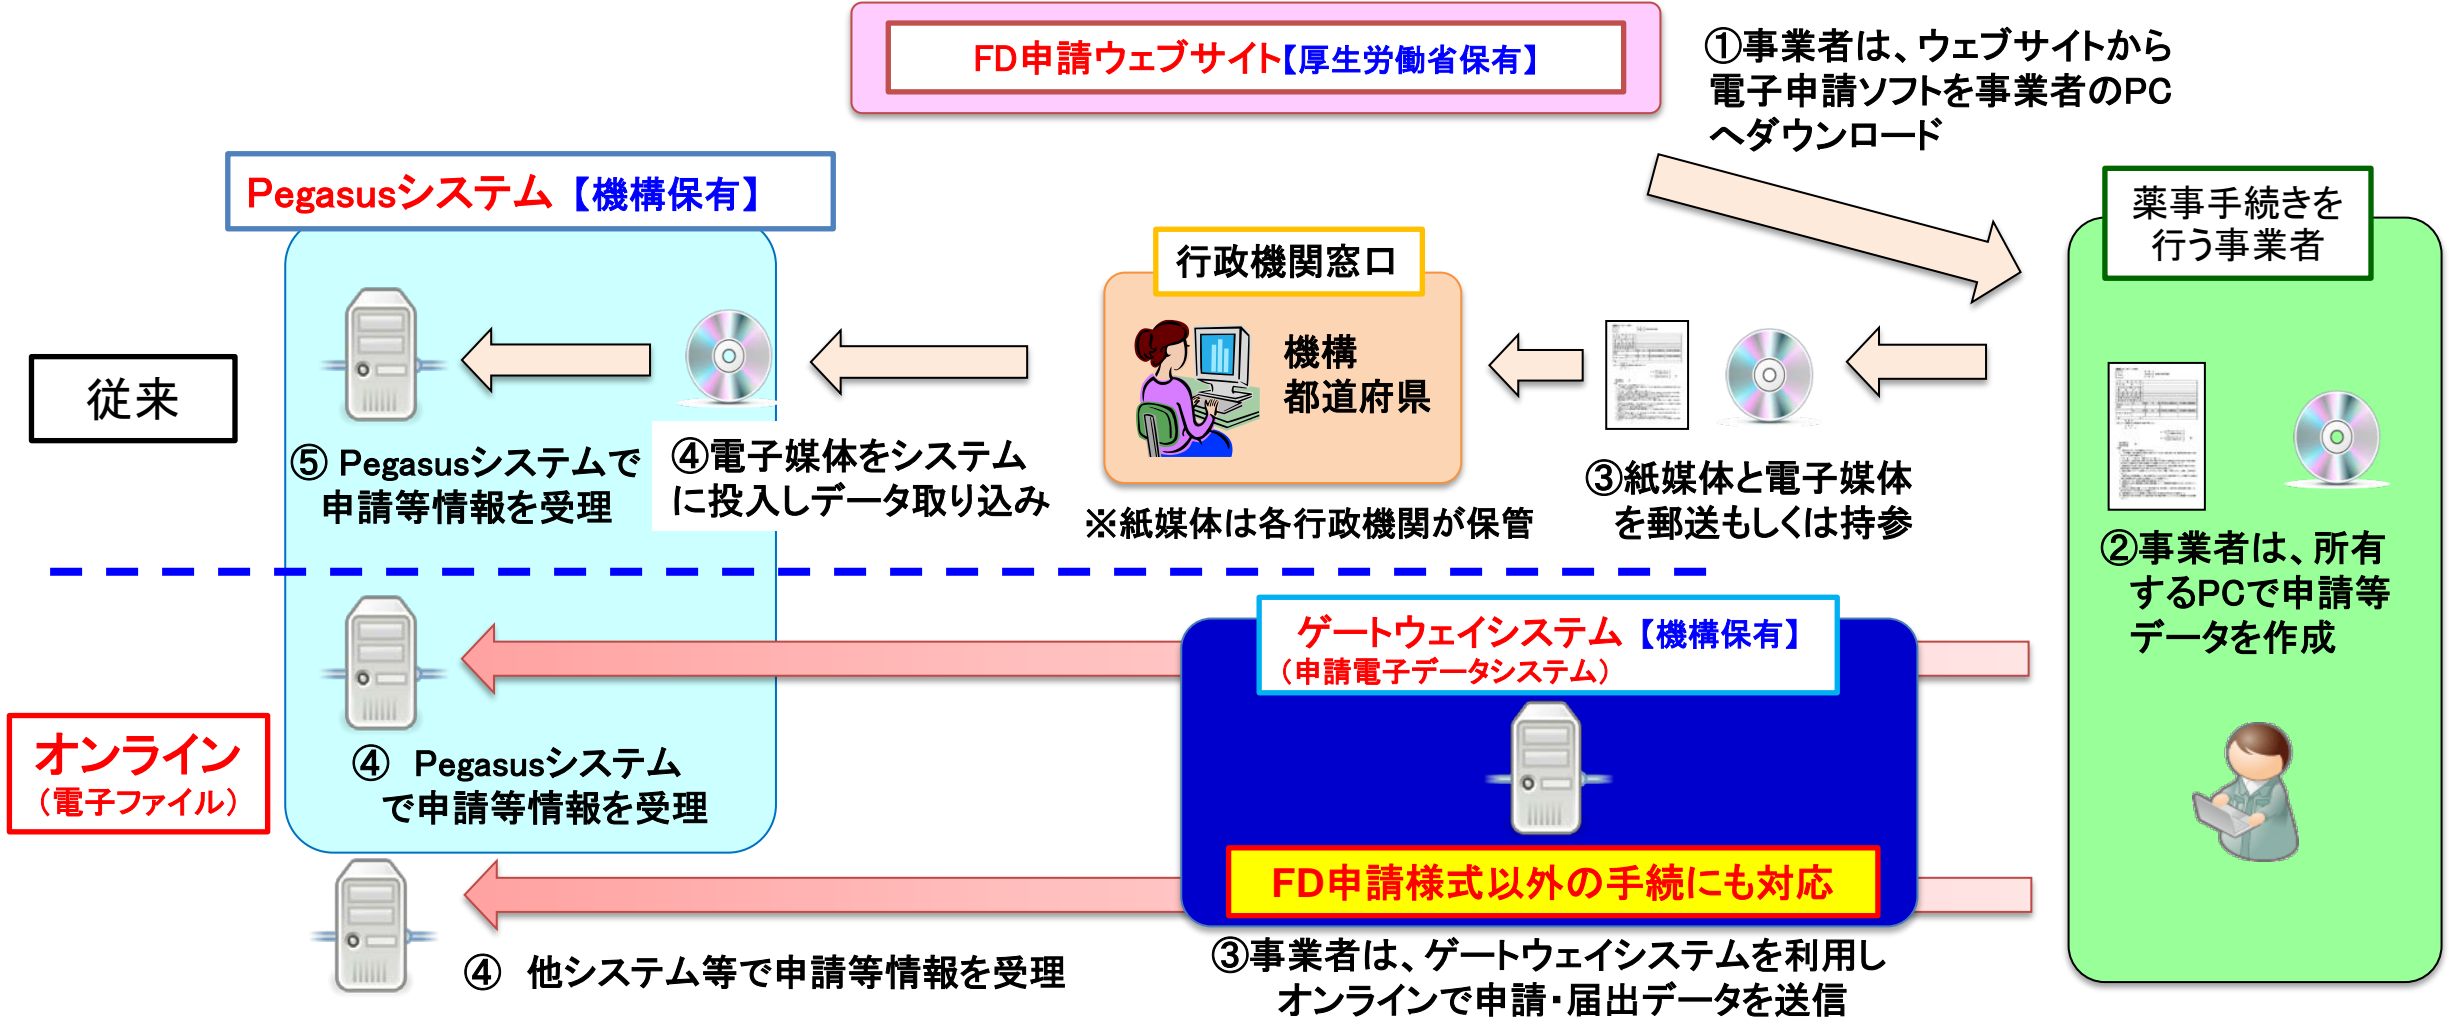 FD申請ウェブサイト【厚生労働省保有】
①事業者は、ウェブサイトから
電子申請ソフトを事業者のPC
へダウンロード
Pegasusシステム【機構保有】
薬事手続きを
行う事業者
行政機関窓口
機構
都道府県
従来
⑤ Pegasusシステムで
申請等情報を受理
④電子媒体をシステム
に投入しデータ取り込み
※紙媒体は各行政機関が保管
③紙媒体と電子媒体
を郵送もしくは持参
②事業者は、所有
するPCで申請等
データを作成
ゲートウェイシステム【機構保有】
（申請電子データシステム）
オンライン
（電子ファイル）
④ Pegasusシステム
で申請等情報を受理
FD申請様式以外の手続にも対応
④ 他システム等で申請等情報を受理
③事業者は、ゲートウェイシステムを利用し
オンラインで申請・届出データを送信